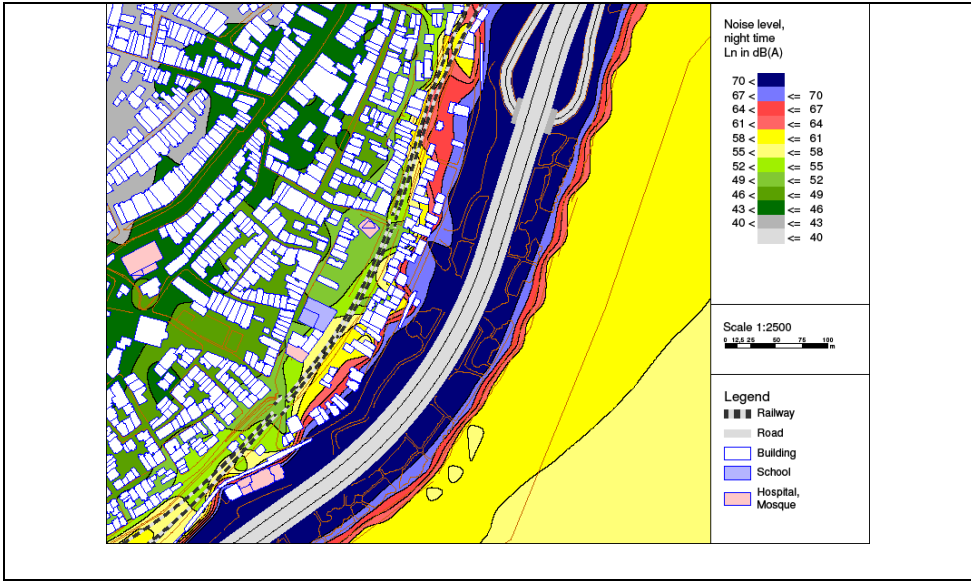 Noise level,
night time
Ln in dB(A)
70 <
67 < <= 70
64 < <= 67
61 < <= 64
58 < <= 61
55 < <= 58
52 < <= 55
49 < <= 52
46 < <= 49
43 < <= 46
40 < <= 43
<= 40
Scale 1:2500
0 12,5 25 50 75 100
m
Legend
Railway
Road
Building
School
Hospital,
Mosque